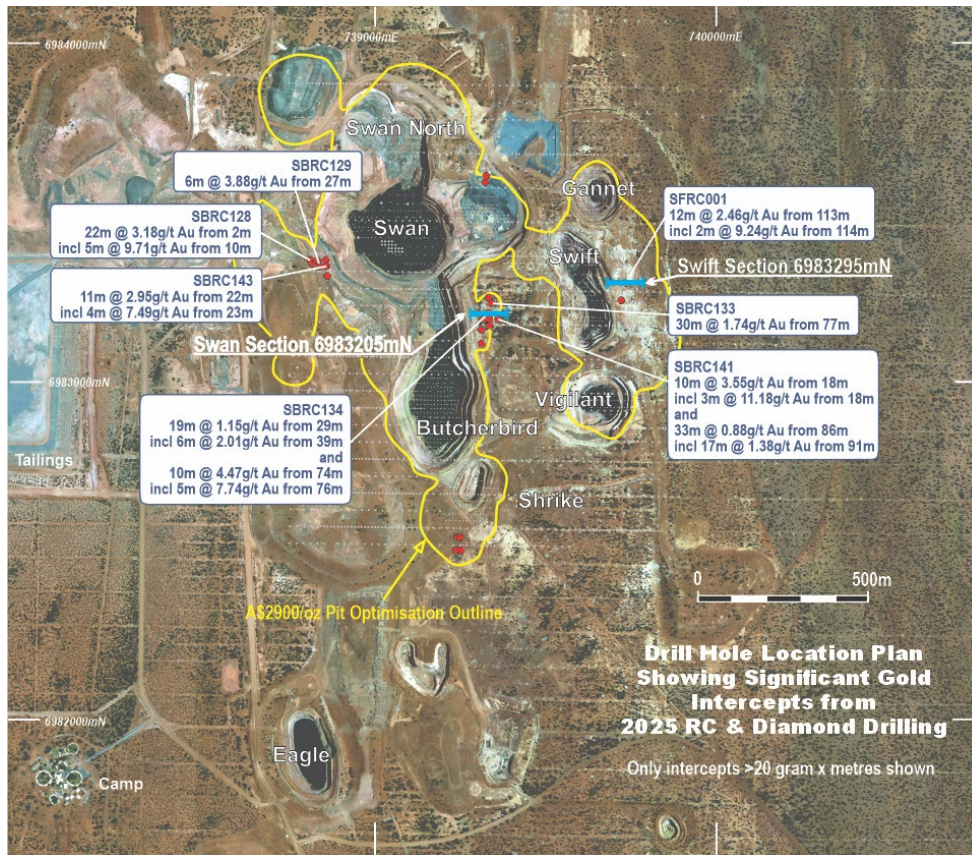 6984000mN
739000mE
740000mE
Swan North
SBRC129
6m @ 3.88g/t Au from 27m
Gannet
SFRC001
12m @ 2.46g/t Au from 113m
incl 2m @ 9.24g/t Au from 114m
SBRC128
22m @ 3.18g/t Au from 2m
incl 5m @ 9.71g/t Au from 10m
Swan
Swift
Swift Section 6983295mN
SBRC143
11m @ 2.95g/t Au from 22m
incl 4m @ 7.49g/t Au from 23m
SBRC133
30m @ 1.74g/t Au from 77m
Swan Section 6983205mN
SBRC141
10m @ 3.55g/t Au from 18m
incl 3m @ 11.18g/t Au from 18m
and
33m @ 0.88g/t Au from 86m
incl 17m @ 1.38g/t Au from 91m
6983000mN
SBRC134
19m @ 1.15g/t Au from 29m
incl 6m @ 2.01g/t Au from 39m
and
10m @ 4.47g/t Au from 74m
incl 5m @ 7.74g/t Au from 76m
Vigilant
Butcherbird
Tailings
Shrike
0 500m
A$2900/oz Pit Optimisation Outline
Drill Hole Location Plan
Showing Significant Gold
Intercepts from
2025 RC & Diamond Drilling
Only intercepts >20 gram x metres shown
6982000mN
Eagle
Camp